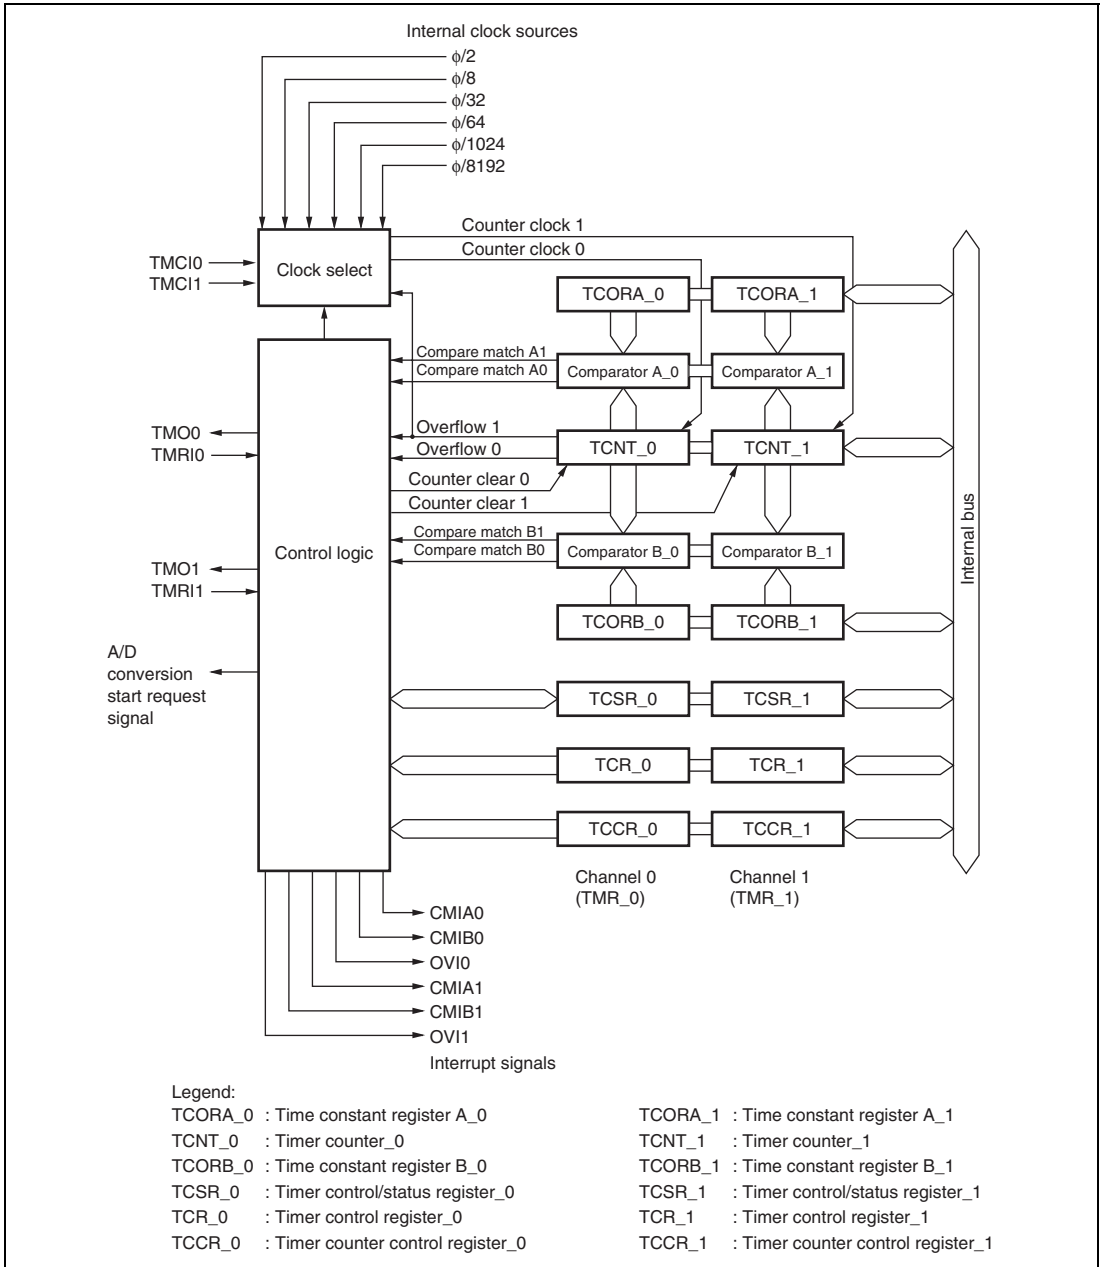 Internal clock sources
ϕ/2
ϕ/8
ϕ/32
ϕ/64
ϕ/1024
ϕ/8192
Counter clock 1
Counter clock 0
TMCI0
TMCI1
Clock select
TCORA_0
TCORA_1
Compare match A1
Compare match A0
Comparator A_0
Comparator A_1
TMO0
TMRI0
Overflow 1
Overflow 0
TCNT_0
TCNT_1
Counter clear 0
Counter clear 1
Control logic
Compare match B1
Compare match B0
Comparator B_0
Comparator B_1
Internal bus
TMO1
TMRI1
TCORB_0
TCORB_1
A/D
conversion
start request
signal
TCSR_0
TCSR_1
TCR_0
TCR_1
TCCR_0
TCCR_1
Channel 0
(TMR_0)
Channel 1
(TMR_1)
CMIA0
CMIB0
OVI0
CMIA1
CMIB1
OVI1
Interrupt signals
Legend:
TCORA_0 : Time constant register A_0
TCNT_0 : Timer counter_0
TCORB_0 : Time constant register B_0
TCSR_0 : Timer control/status register_0
TCR_0 : Timer control register_0
TCCR_0 : Timer counter control register_0
TCORA_1 : Time constant register A_1
TCNT_1 : Timer counter_1
TCORB_1 : Time constant register B_1
TCSR_1 : Timer control/status register_1
TCR_1 : Timer control register_1
TCCR_1 : Timer counter control register_1